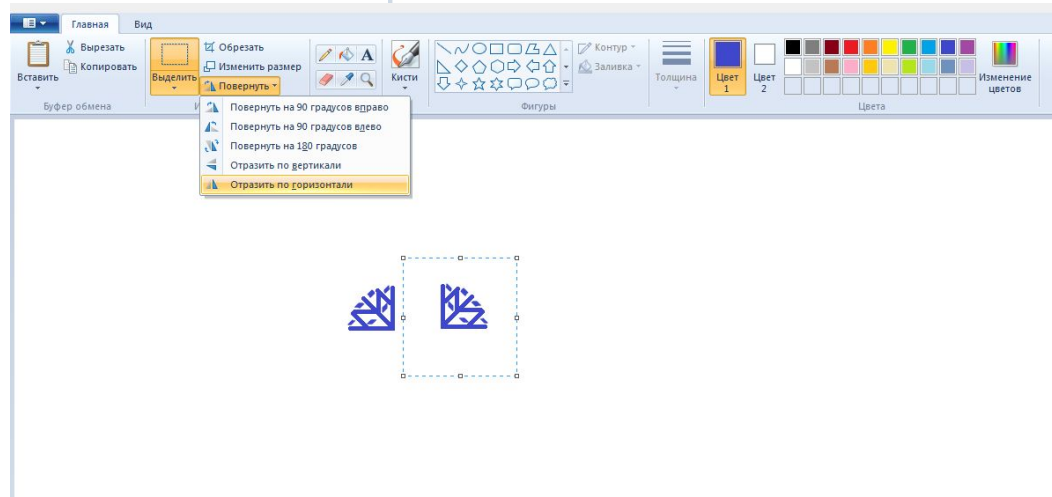 Главная Вид
Вставить
Вырезать
Копировать
Буфер обмена
Выделить
Обрезать
Изменить размер
Повернуть
И
A
Кисти
Контур
Заливка
Фигуры
Толщина
Цвет 1
Цвет 2
Изменение цветов
Цвета
Повернуть на 90 градусов вправо
Повернуть на 90 градусов влево
Повернуть на 180 градусов
Отразить по вертикали
Отразить по горизонтали